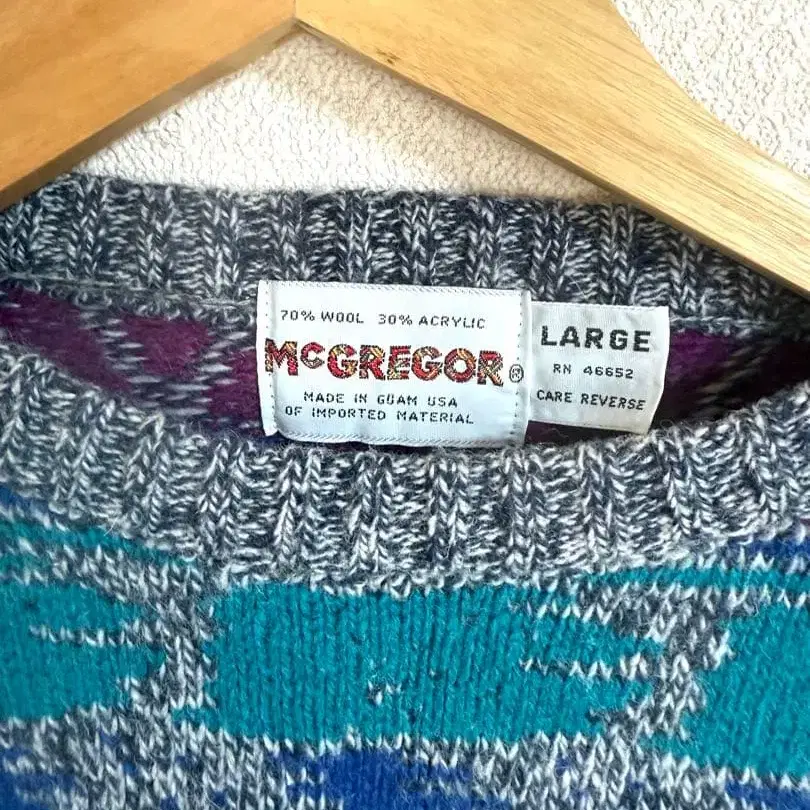 70% WOOL 30% ACRYLIC
McGREGOR®
MADE IN GUAM USA
OF IMPORTED MATERIAL
LARGE
RN 46652
CARE REVERSE